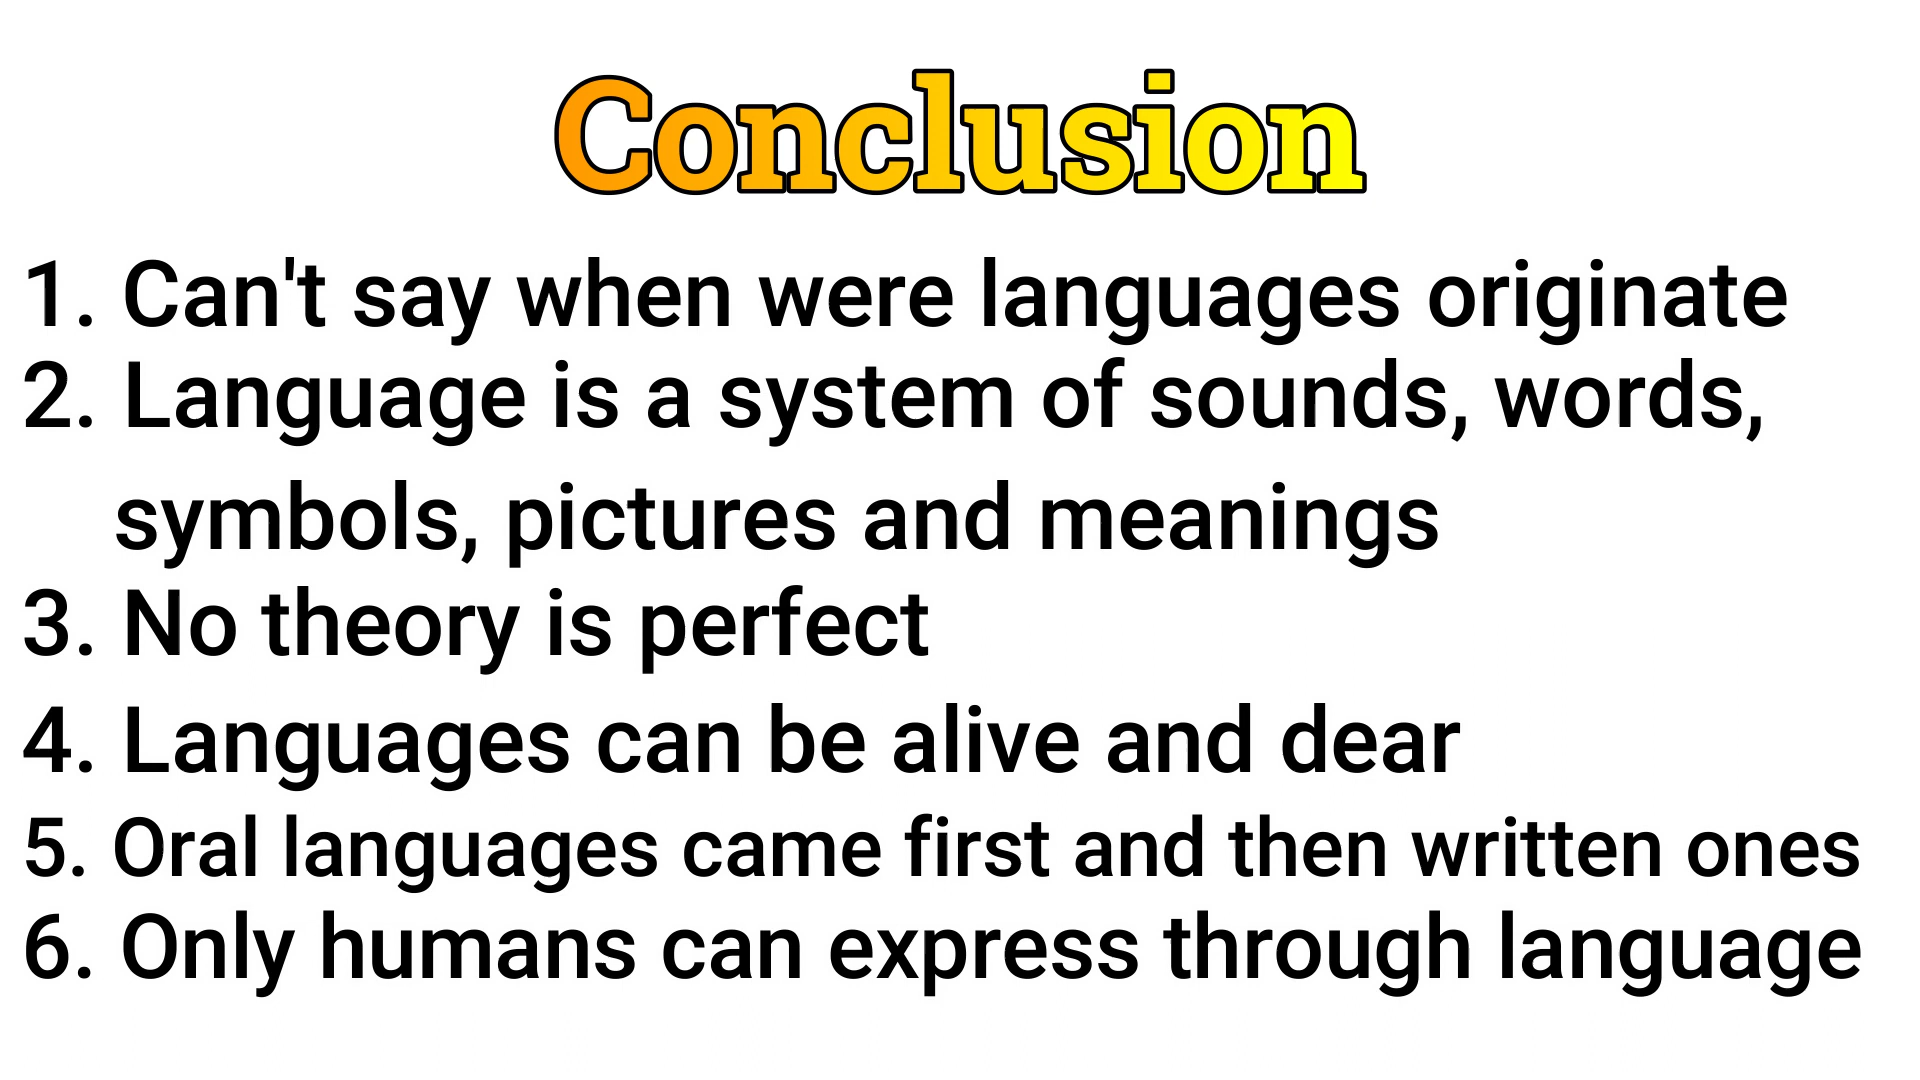 Conclusion
1. Can't say when were languages originate
2. Language is a system of sounds, words,
symbols, pictures and meanings
3. No theory is perfect
4. Languages can be alive and dear
5. Oral languages came first and then written ones
6. Only humans can express through language